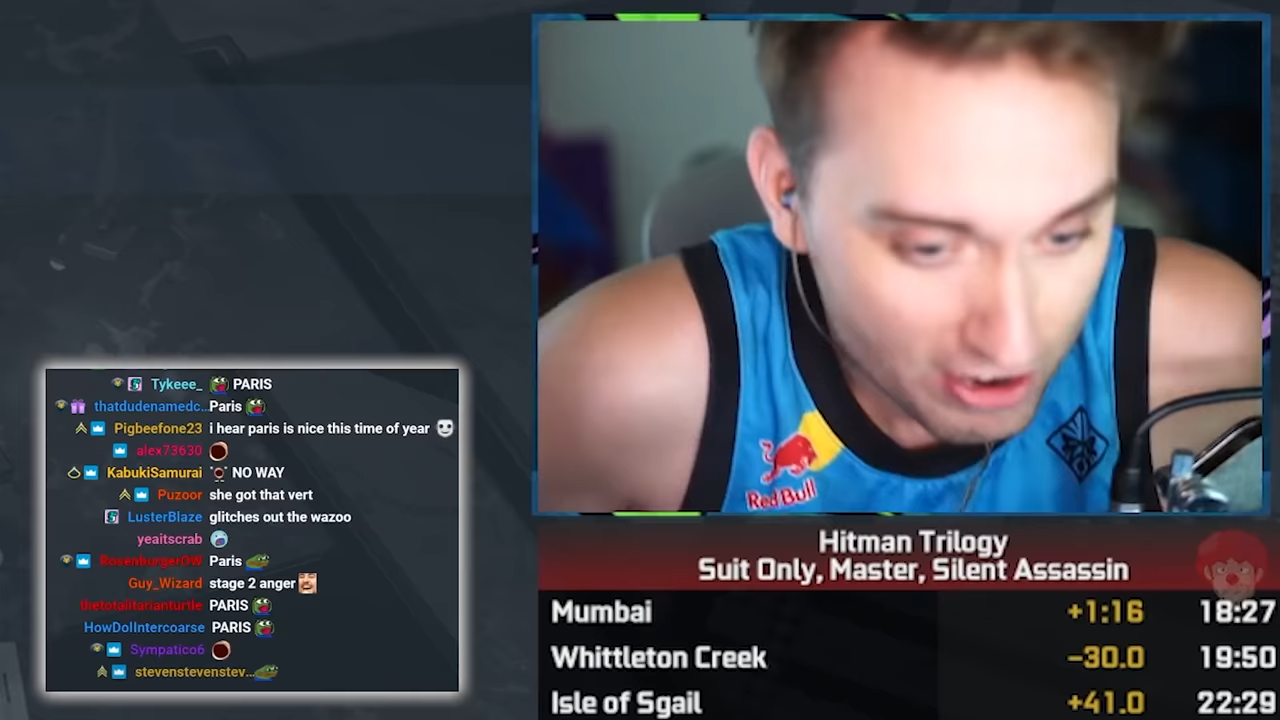 Tykeee_ PARIS
thatdudenamedc... Paris
Pigbeefone23 i hear paris is nice this time of year
alex73630
KabukiSamurai NO WAY
Puzoor she got that vert
LusterBlaze glitches out the wazoo
yeaitscrab
RosenburgerOW Paris
Guy_Wizard stage 2 anger
thetotalitarianturtle PARIS
HowDoIIntercoarse PARIS
Sympatico6
stevenstevenstev...
Red Bull
Hitman Trilogy
Suit Only, Master, Silent Assassin
Mumbai +1:16 18:27
Whittleton Creek −30.0 19:50
Isle of Sgail +41.0 22:29